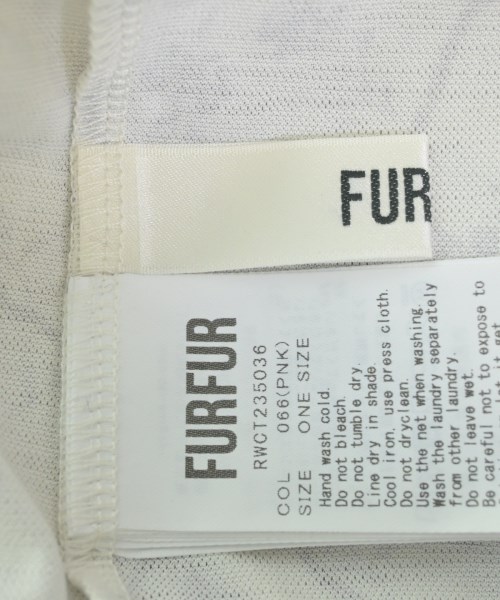 FUR
FURFUR
RWCT235036
COL 066(PNK)
SIZE ONE SIZE
Hand wash cold.
Do not bleach.
Do not tumble dry.
Line dry in shade.
Cool iron, use press cloth.
Do not dryclean.
Use the net when washing.
Wash the laundry separately
from other laundry.
Do not leave wet.
Be careful not to expose to